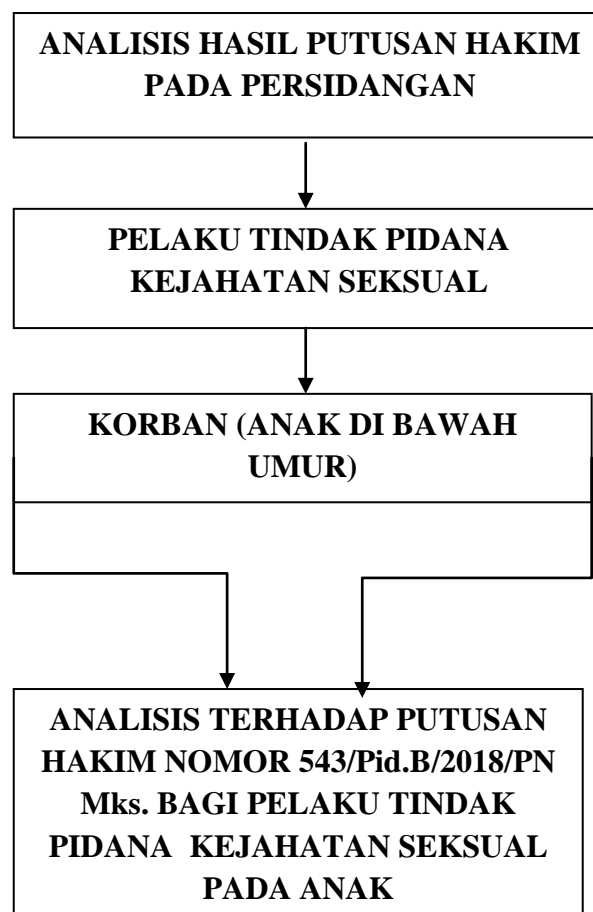 ANALISIS HASIL PUTUSAN HAKIM
PADA PERSIDANGAN
PELAKU TINDAK PIDANA
KEJAHATAN SEKSUAL
KORBAN (ANAK DI BAWAH
UMUR)
ANALISIS TERHADAP PUTUSAN
HAKIM NOMOR 543/Pid.B/2018/PN
Mks. BAGI PELAKU TINDAK
PIDANA KEJAHATAN SEKSUAL
PADA ANAK